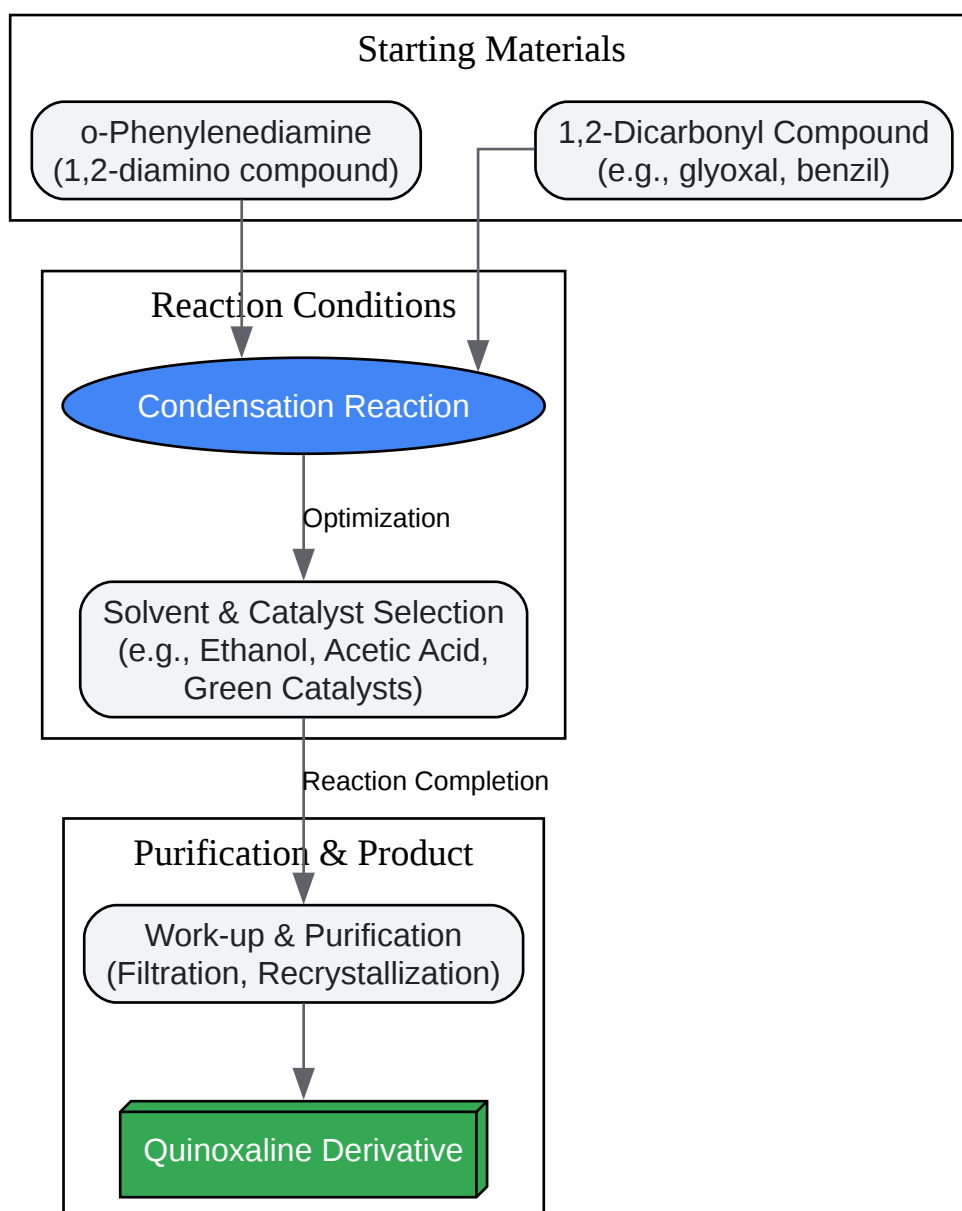 Starting Materials
o-Phenylenediamine
(1,2-diamino compound)
1,2-Dicarbonyl Compound
(e.g., glyoxal, benzil)
Reaction Conditions
Condensation Reaction
Optimization
Solvent & Catalyst Selection
(e.g., Ethanol, Acetic Acid,
Green Catalysts)
Reaction Completion
Purification & Product
Work-up & Purification
(Filtration, Recrystallization)
Quinoxaline Derivative